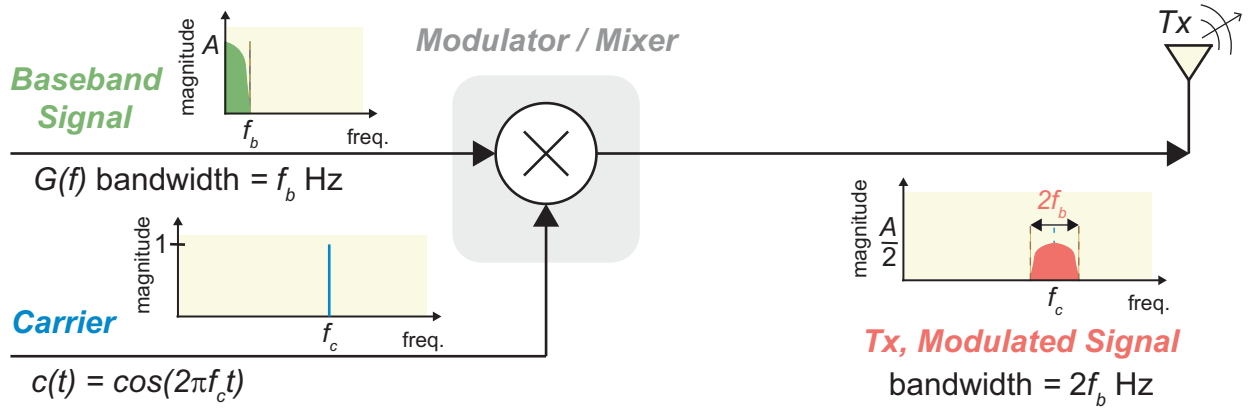 Modulator / Mixer
Tx
magnitude
A
f_b
freq.
Baseband
Signal
G(f) bandwidth = f_b Hz
magnitude
1
f_c
freq.
Carrier
c(t) = cos(2πf_ct)
magnitude
A
2
2f_b
f_c
freq.
Tx, Modulated Signal
bandwidth = 2f_b Hz